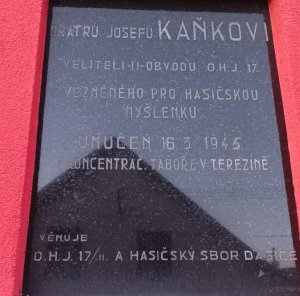 BRATRU JOSEFU KAŇKOVI
VELITELI II. OBVODU O.H.J. 17
VĚZNĚNÉHO PRO HASIČSKOU
MYŠLENKU
UMUČEN 16.3.1945
KONCENTRAČ. TÁBOŘE V TEREZÍNĚ
VĚNUJE
O.H.J. 17/II. A HASIČSKÝ SBOR DAŠICE